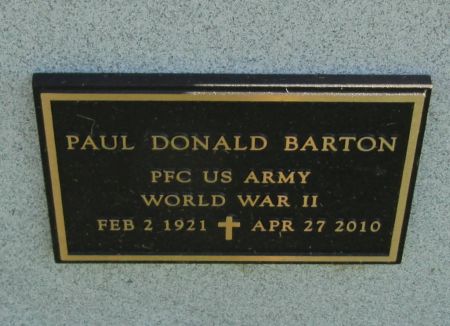 PAUL DONALD BARTON
PFC US ARMY
WORLD WAR II
FEB 2 1921 ✝ APR 27 2010